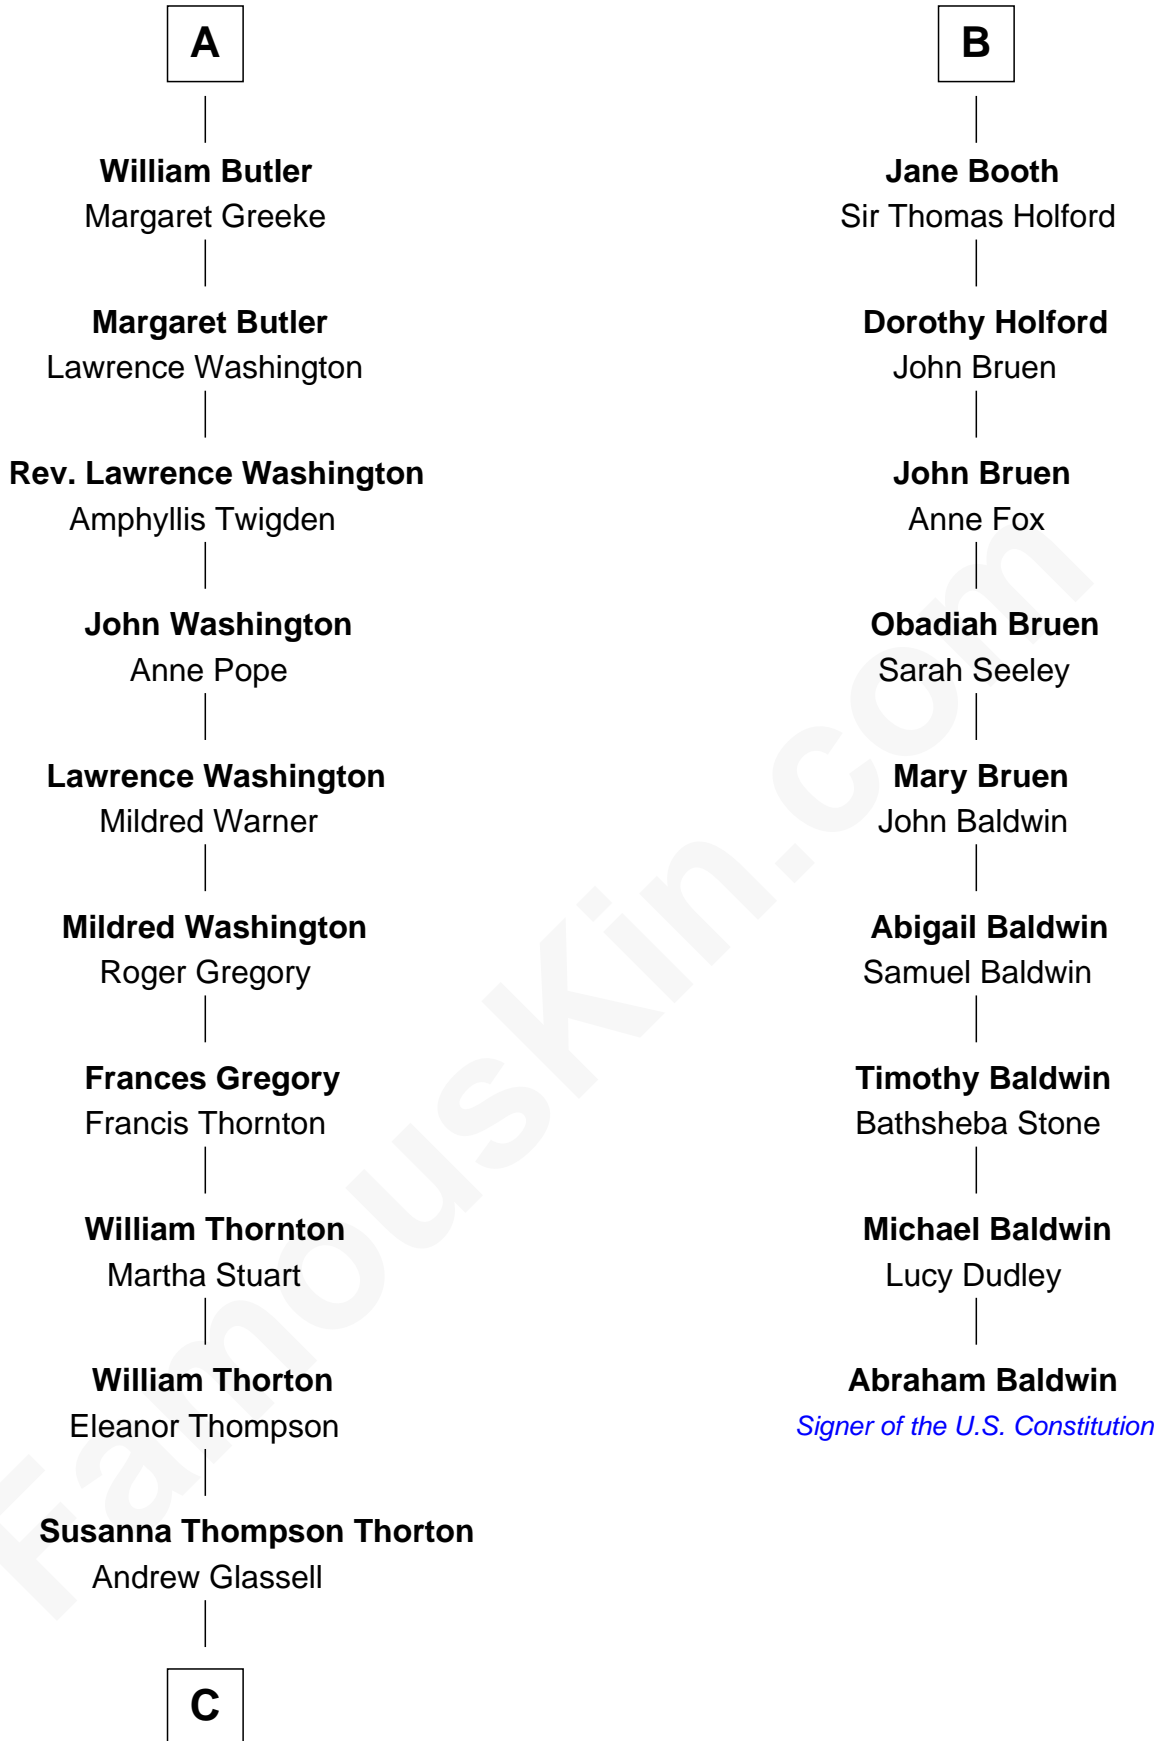 A
William Butler
Margaret Greeke
Margaret Butler
Lawrence Washington
Rev. Lawrence Washington
Amphyllis Twigden
John Washington
Anne Pope
Lawrence Washington
Mildred Warner
Mildred Washington
Roger Gregory
Frances Gregory
Francis Thornton
William Thornton
Martha Stuart
William Thorton
Eleanor Thompson
Susanna Thompson Thorton
Andrew Glassell
C
B
Jane Booth
Sir Thomas Holford
Dorothy Holford
John Bruen
John Bruen
Anne Fox
Obadiah Bruen
Sarah Seeley
Mary Bruen
John Baldwin
Abigail Baldwin
Samuel Baldwin
Timothy Baldwin
Bathsheba Stone
Michael Baldwin
Lucy Dudley
Abraham Baldwin
Signer of the U.S. Constitution
FamousKin.com